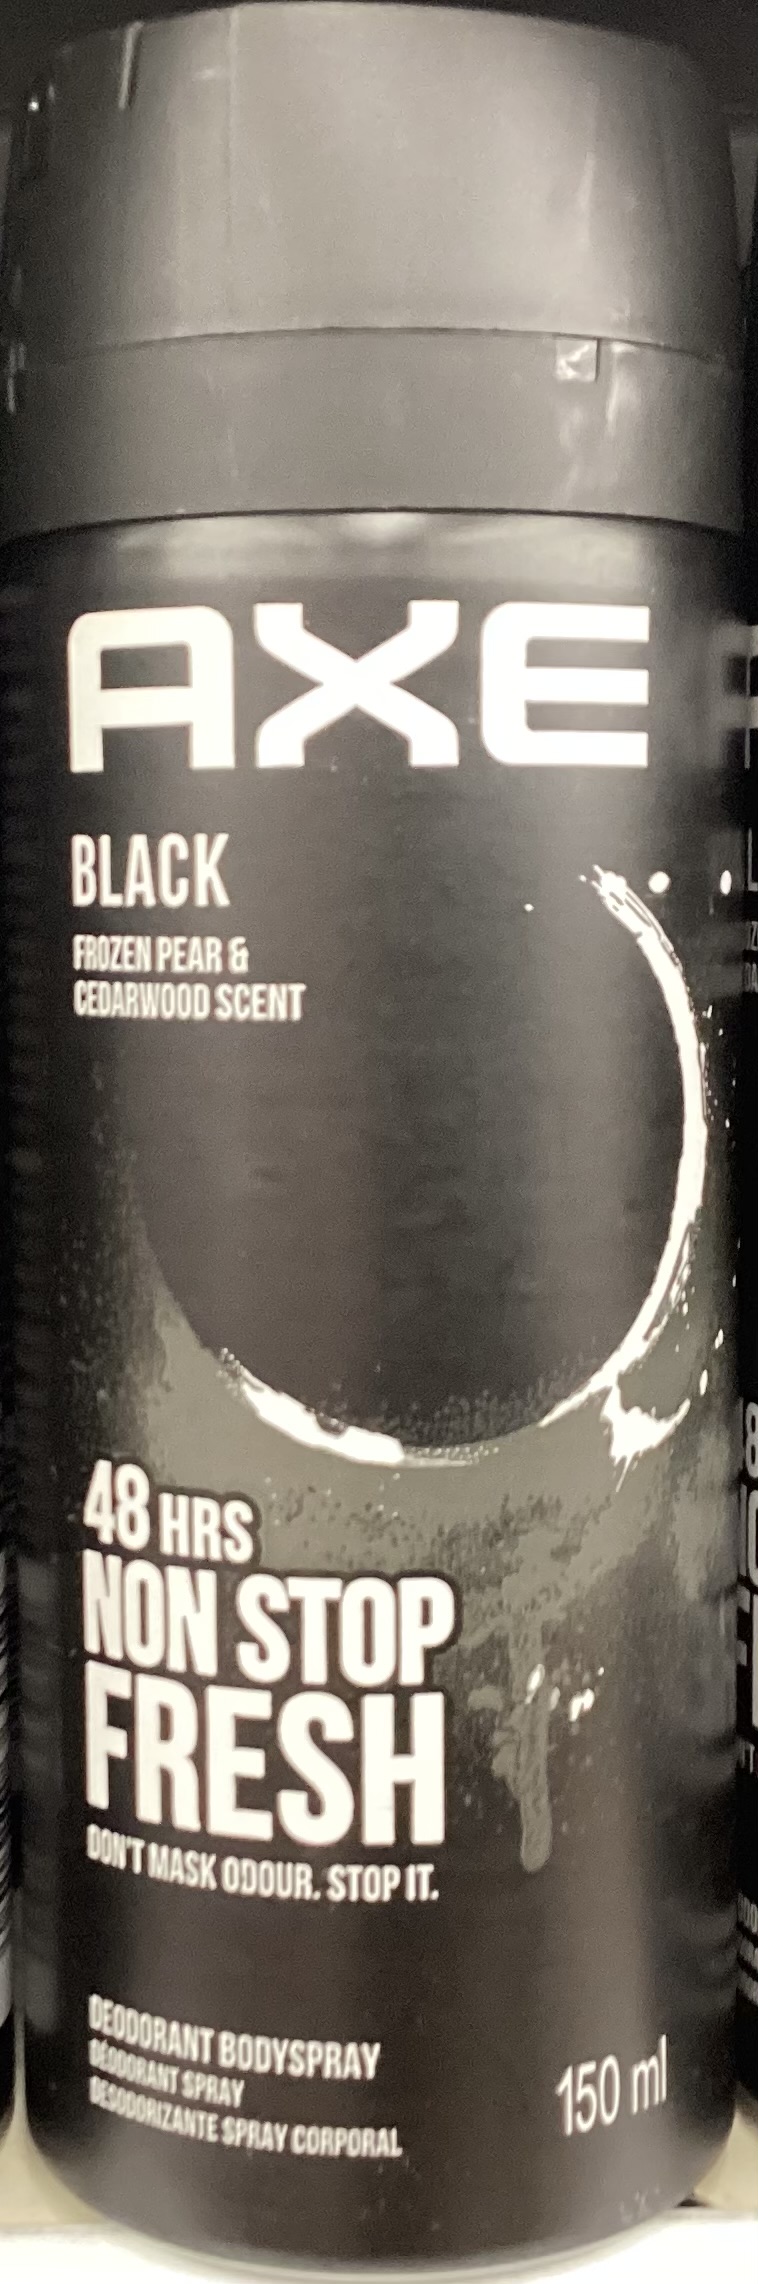 AXE
BLACK
FROZEN PEAR &
CEDARWOOD SCENT
48 HRS
NON STOP
FRESH
DON'T MASK ODOUR. STOP IT.
DEODORANT BODYSPRAY
DÉODORANT SPRAY
DESODORIZANTE SPRAY CORPORAL
150 ml